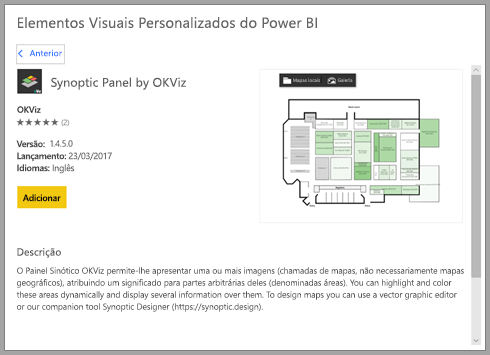 Elementos Visuais Personalizados do Power BI
Anterior
Synoptic Panel by OKViz
OKViz
(2)
Versão: 1.4.5.0
Lançamento: 23/03/2017
Idiomas: Inglês
Adicionar
Mapas locais Galeria
Descrição
O Painel Sinótico OKViz permite-lhe apresentar uma ou mais imagens (chamadas de mapas, não necessariamente mapas
geográficos), atribuindo um significado para partes arbitrárias deles (denominadas áreas). You can highlight and color
these areas dynamically and display several information over them. To design maps you can use a vector graphic editor
or our companion tool Synoptic Designer (https://synoptic.design).